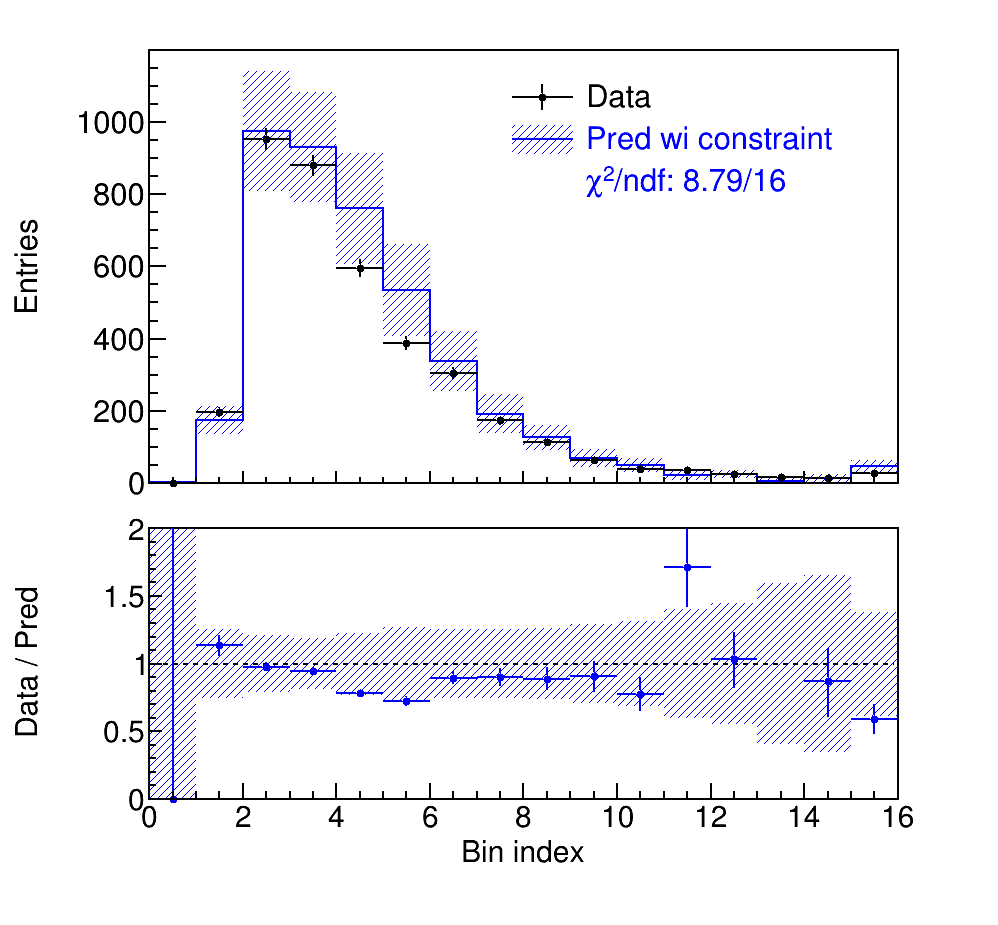 Entries
1000
800
600
400
200
0
Data
Pred wi constraint
χ²/ndf: 8.79/16
Data / Pred
2
1.5
1
0.5
0
0 2 4 6 8 10 12 14 16
Bin index